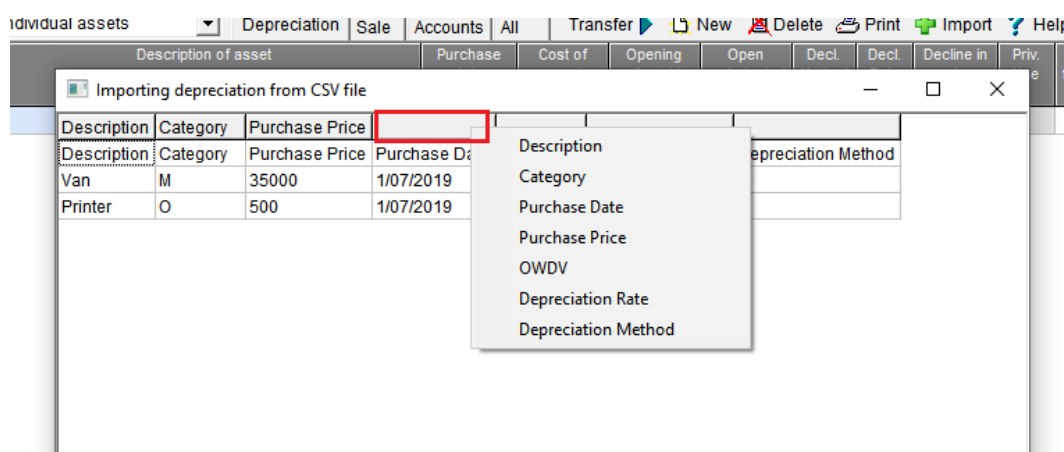 ndividual assets Depreciation Sale Accounts All Transfer New Delete Print Import Help
Description of asset Purchase Cost of Opening Open Decl. Decl. Decline in Priv.
Importing depreciation from CSV file
Description Category Purchase Price
Description Category Purchase Price Purchase Da epreciation Method
Van M 35000 1/07/2019
Printer O 500 1/07/2019
Description
Category
Purchase Date
Purchase Price
OWDV
Depreciation Rate
Depreciation Method